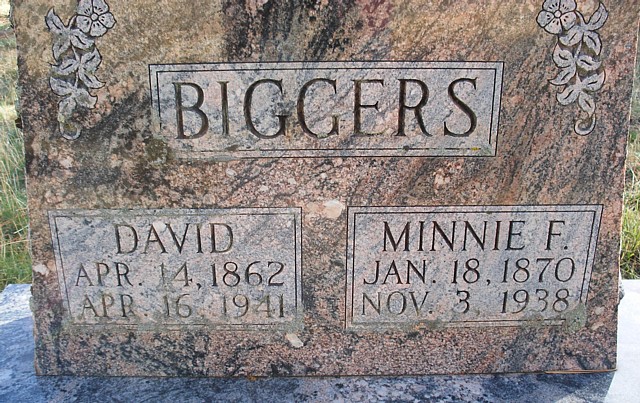 BIGGERS
DAVID
APR. 14, 1862
APR. 16, 1941
MINNIE F.
JAN. 18, 1870
NOV. 3, 1938